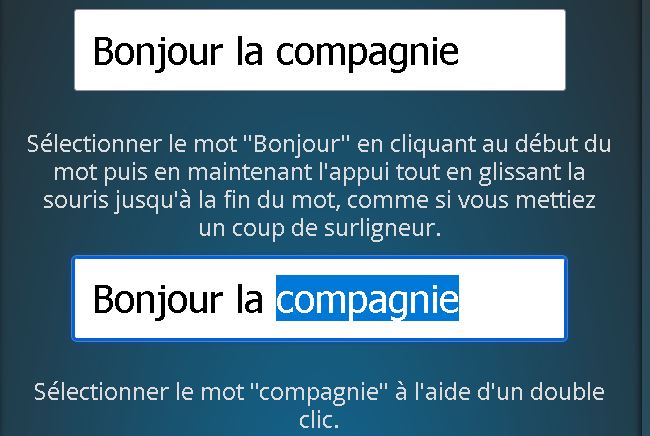 Bonjour la compagnie
Sélectionner le mot "Bonjour" en cliquant au début du
mot puis en maintenant l'appui tout en glissant la
souris jusqu'à la fin du mot, comme si vous mettiez
un coup de surligneur.
Bonjour la compagnie
Sélectionner le mot "compagnie" à l'aide d'un double
clic.